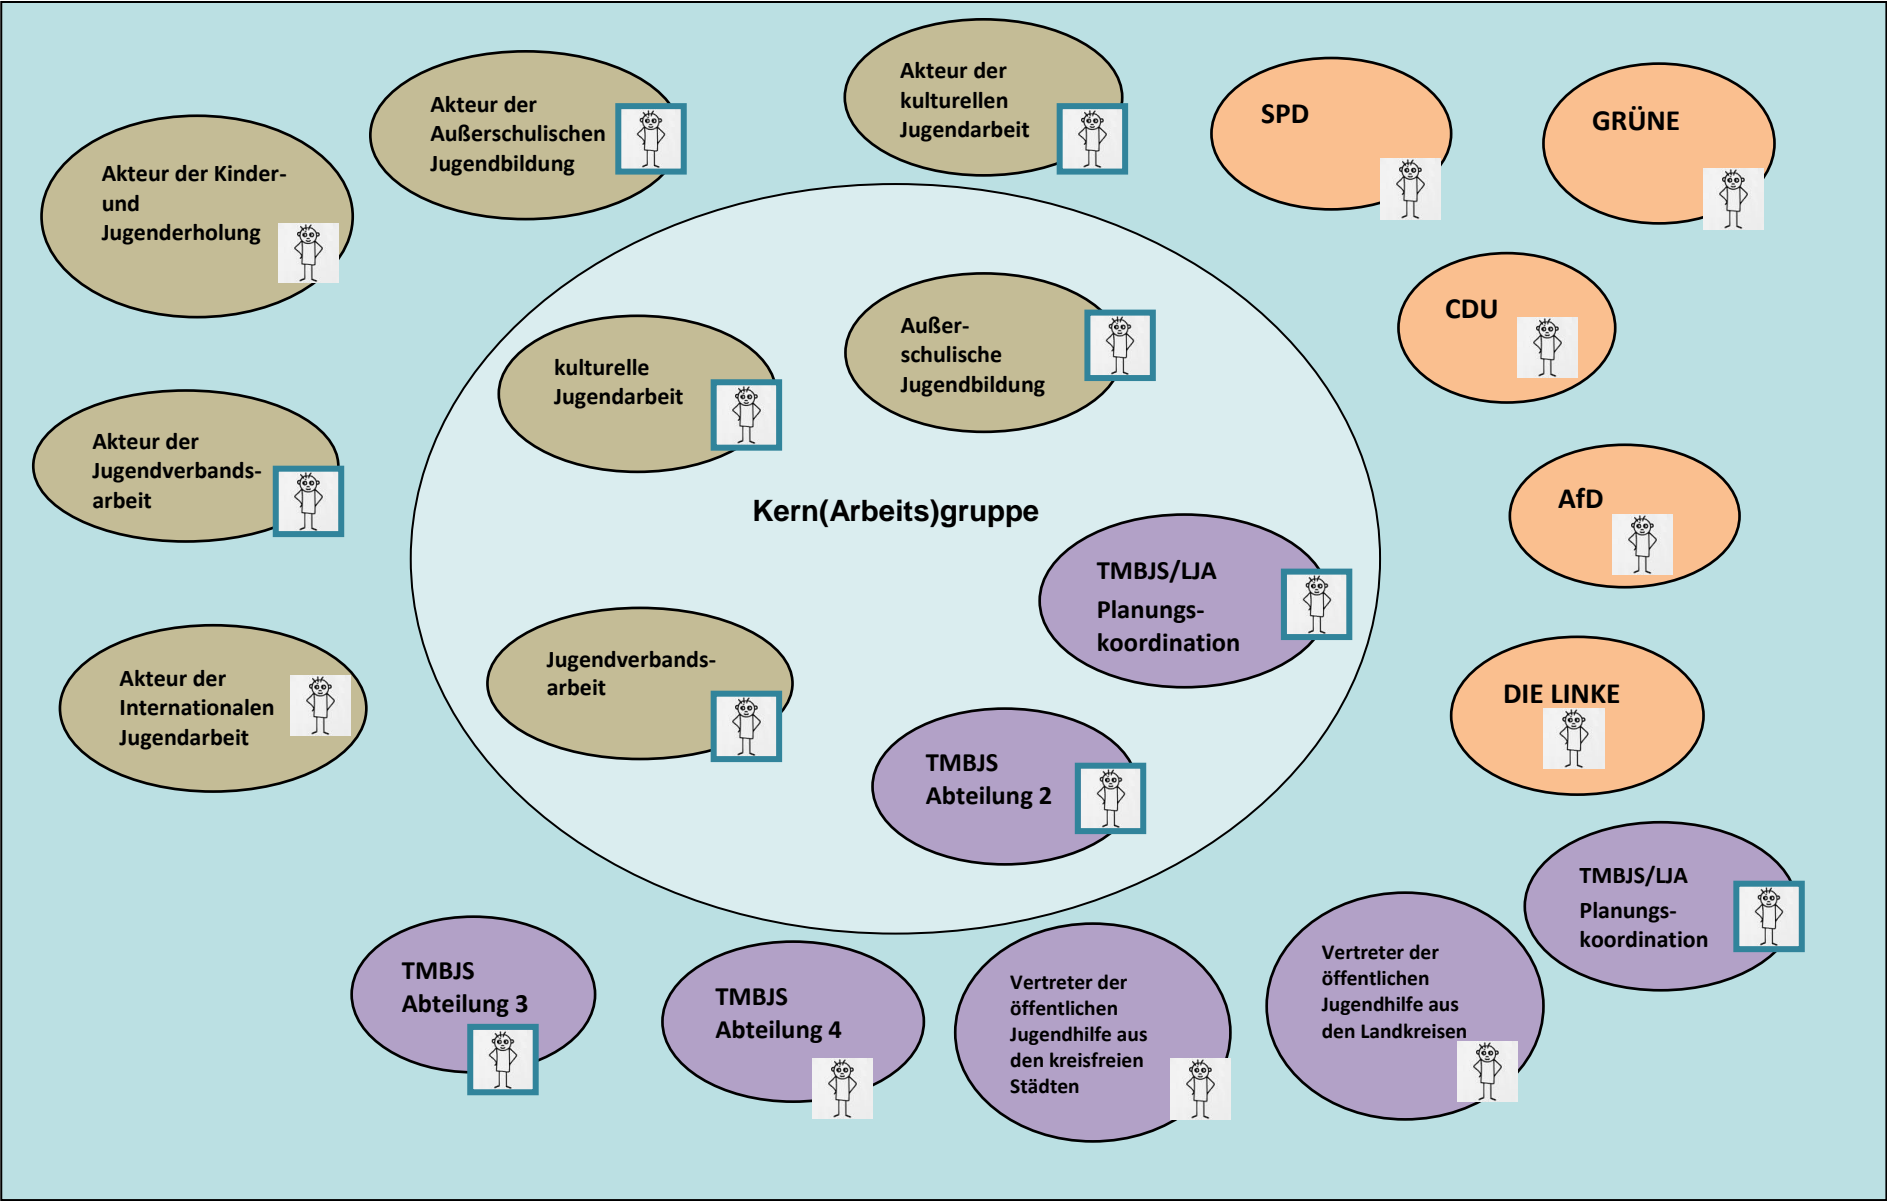 Akteur der
kulturellen
Jugendarbeit
Akteur der
Außerschulischen
Jugendbildung
SPD
GRÜNE
Akteur der Kinder-
und
Jugenderholung
CDU
Außer-
schulische
Jugendbildung
kulturelle
Jugendarbeit
Akteur der
Jugendverbands-
arbeit
Kern(Arbeits)gruppe
AfD
TMBJS/LJA
Planungs-
koordination
Jugendverbands-
arbeit
Akteur der
Internationalen
Jugendarbeit
DIE LINKE
TMBJS
Abteilung 2
TMBJS/LJA
Planungs-
koordination
TMBJS
Abteilung 3
TMBJS
Abteilung 4
Vertreter der
öffentlichen
Jugendhilfe aus
den kreisfreien
Städten
Vertreter der
öffentlichen
Jugendhilfe aus
den Landkreisen